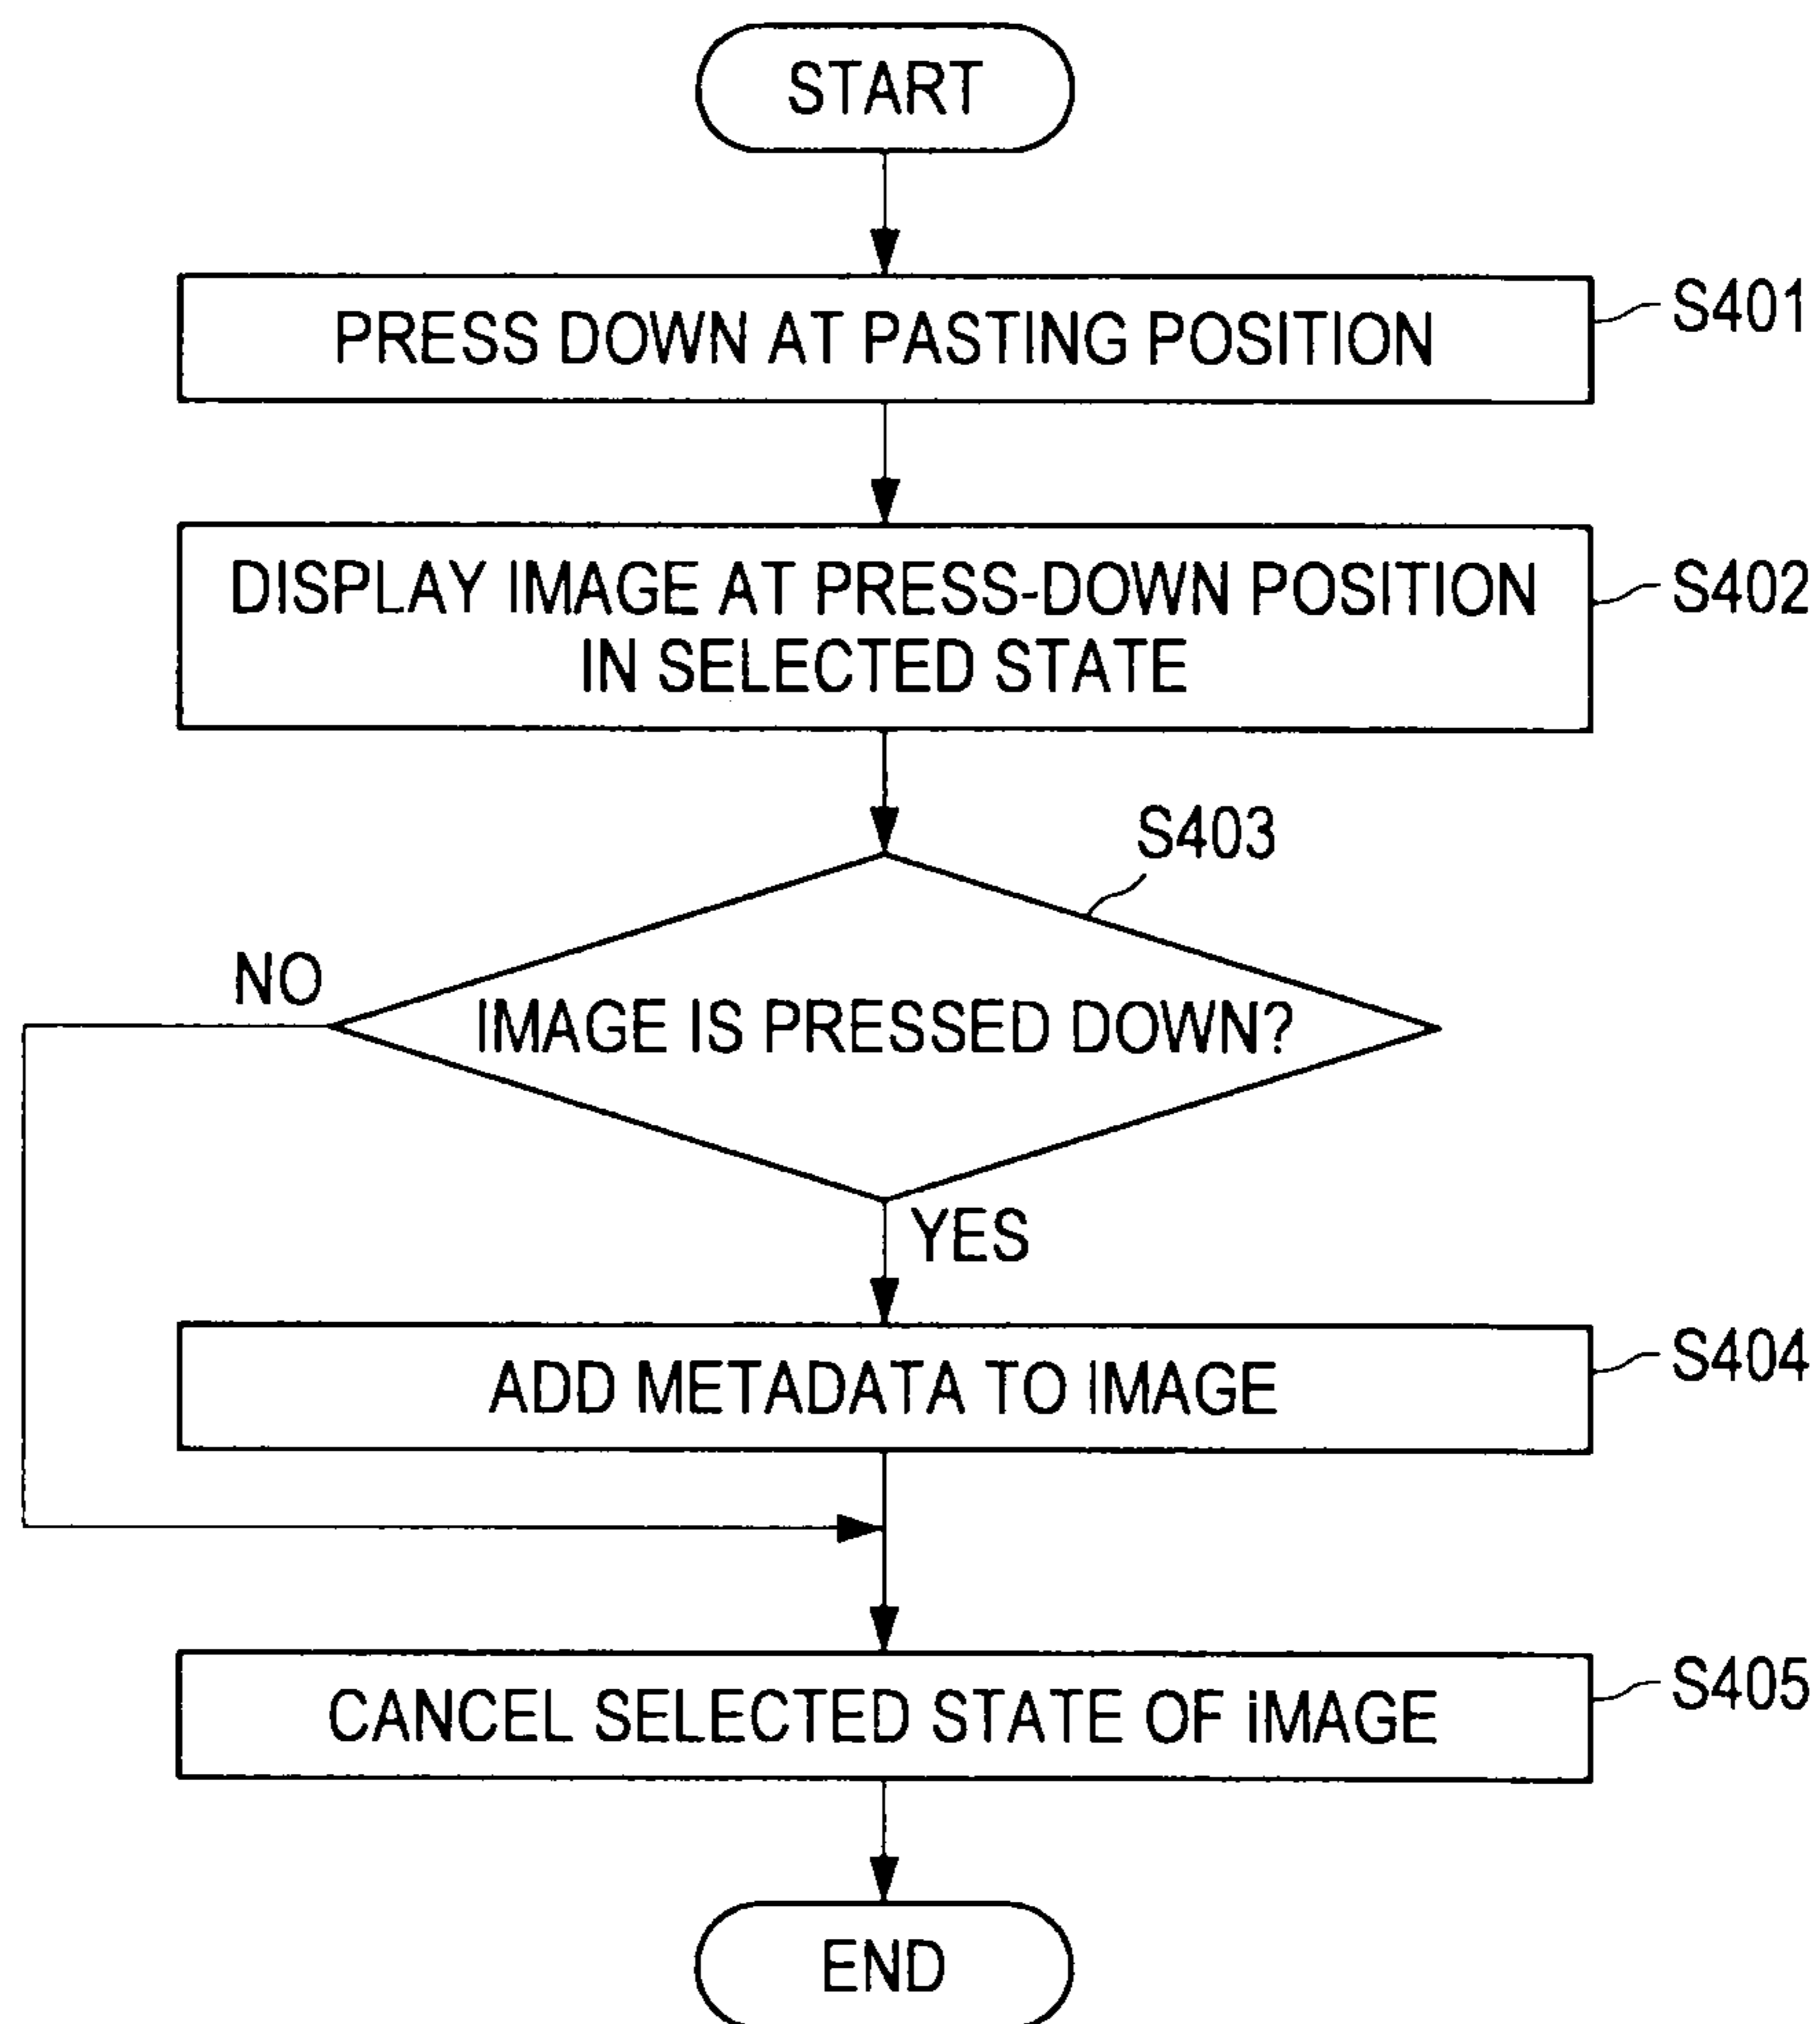 START
PRESS DOWN AT PASTING POSITION
S401
DISPLAY IMAGE AT PRESS-DOWN POSITION
IN SELECTED STATE
S402
S403
NO
IMAGE IS PRESSED DOWN?
YES
ADD METADATA TO IMAGE
S404
CANCEL SELECTED STATE OF iMAGE
S405
END